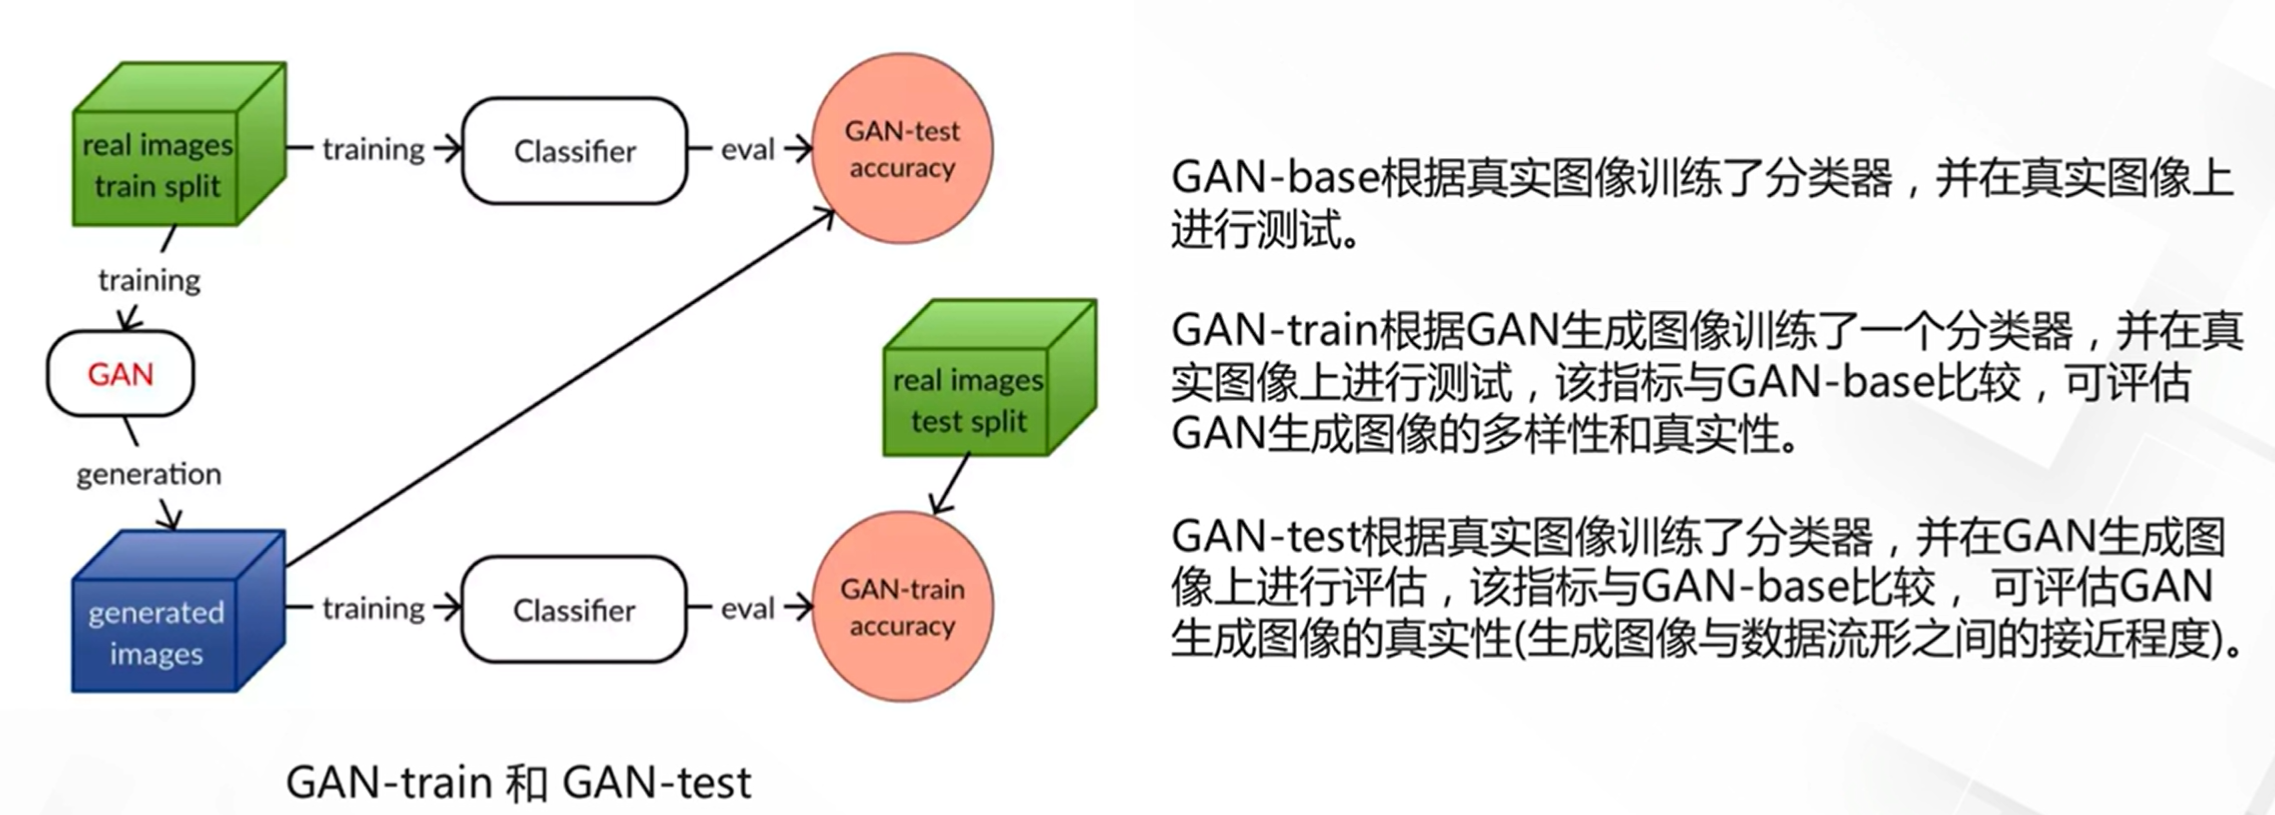 real images
train split
training
Classifier
eval
GAN-test
accuracy
training
GAN
generation
real images
test split
generated
images
training
Classifier
eval
GAN-train
accuracy
GAN-train 和 GAN-test
GAN-base根据真实图像训练了分类器，并在真实图像上
进行测试。
GAN-train根据GAN生成图像训练了一个分类器，并在真
实图像上进行测试，该指标与GAN-base比较，可评估
GAN生成图像的多样性和真实性。
GAN-test根据真实图像训练了分类器，并在GAN生成图
像上进行评估，该指标与GAN-base比较， 可评估GAN
生成图像的真实性(生成图像与数据流形之间的接近程度)。